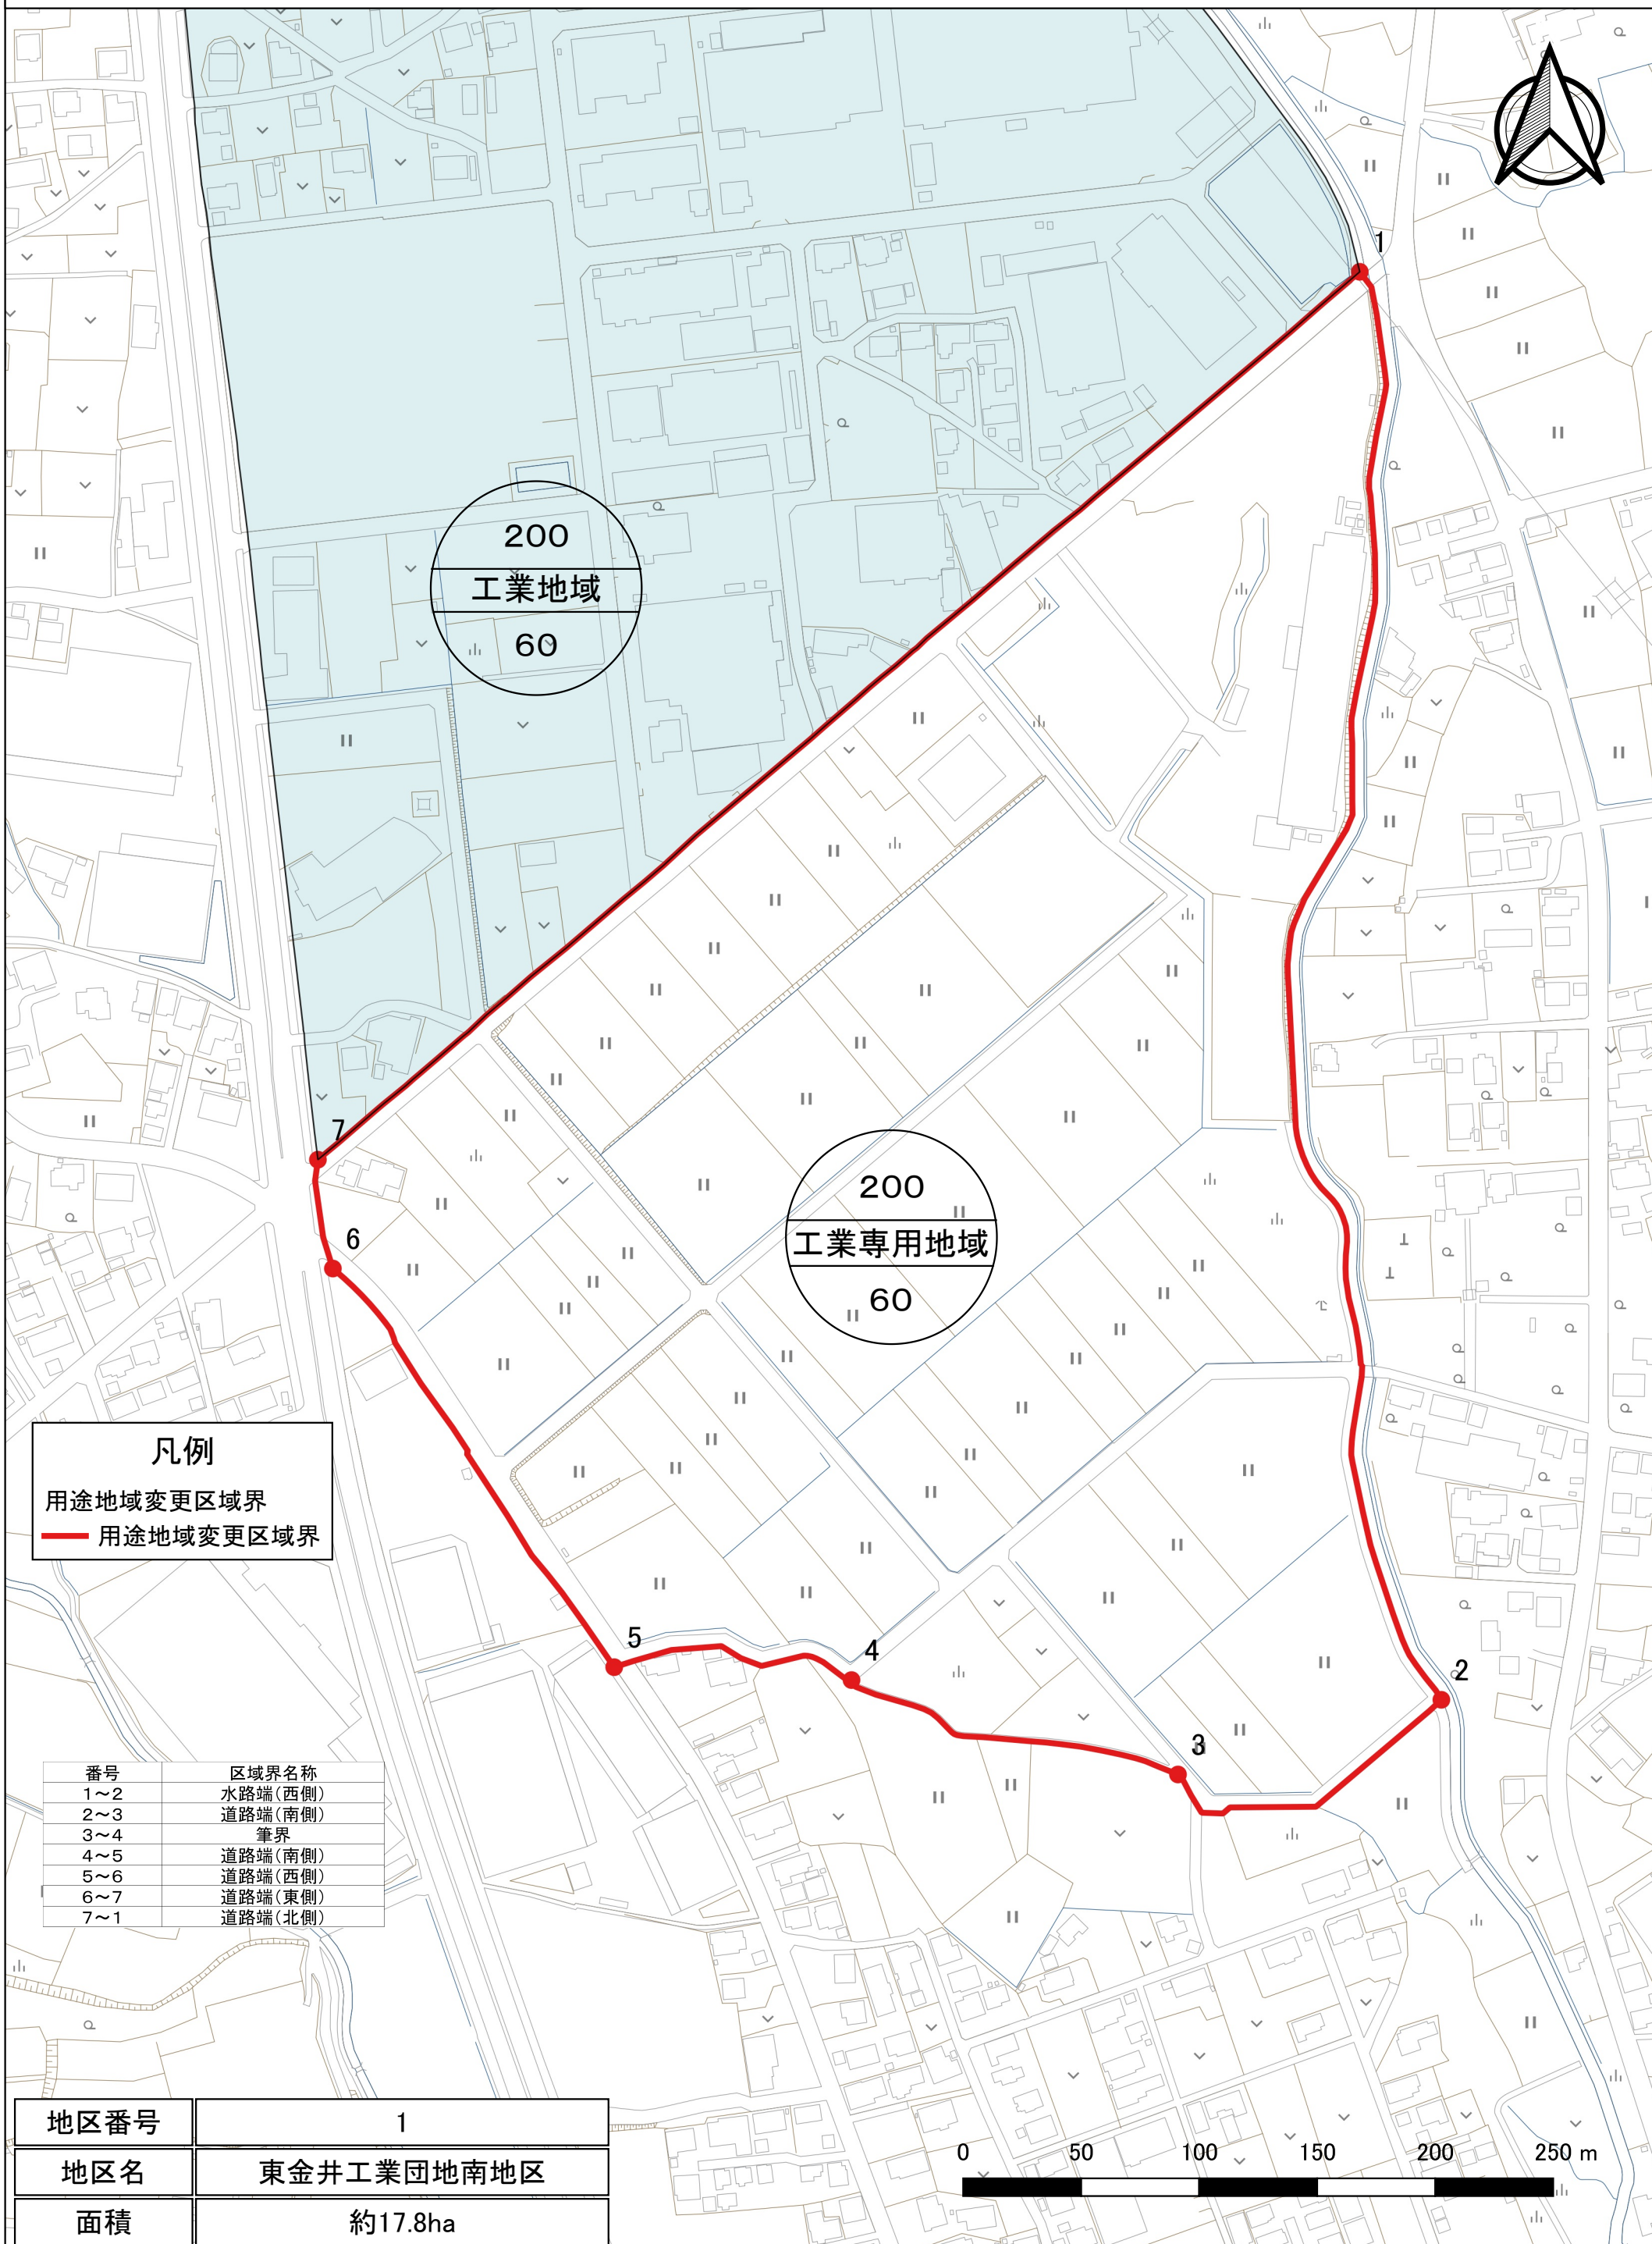 1
200
工業地域
60
7
6
200
工業専用地域
60
凡例
用途地域変更区域界
用途地域変更区域界
5
4
2
3
番号 区域界名称
1～2 水路端(西側)
2～3 道路端(南側)
3～4 筆界
4～5 道路端(南側)
5～6 道路端(西側)
6～7 道路端(東側)
7～1 道路端(北側)
地区番号 1
地区名 東金井工業団地南地区
面積 約17.8ha
0 50 100 150 200 250 m